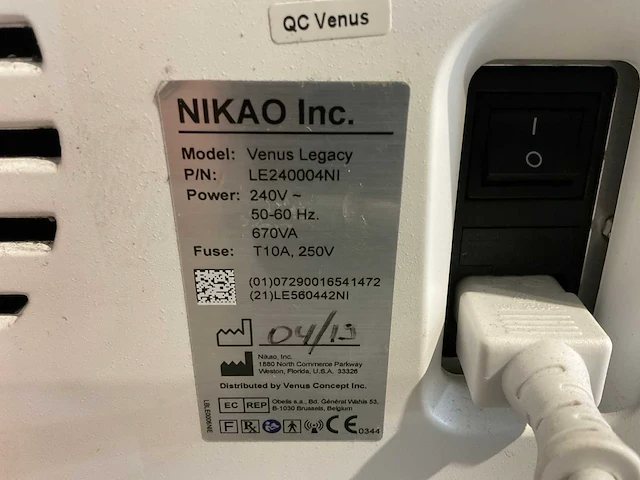 QC Venus
NIKAO Inc.
Model: Venus Legacy
P/N: LE240004NI
Power: 240V ~
50-60 Hz.
670VA
Fuse: T10A, 250V
(01)07290016541472
(21)LE560442NI
Nikao, Inc.
1880 North Commerce Parkway
Weston, Florida, U.S.A. 33326
Distributed by Venus Concept Inc.
EC REP
Obelis s.a., Bd. Général Wahis 53,
B-1030 Brussels, Belgium
F Rx CE 0344